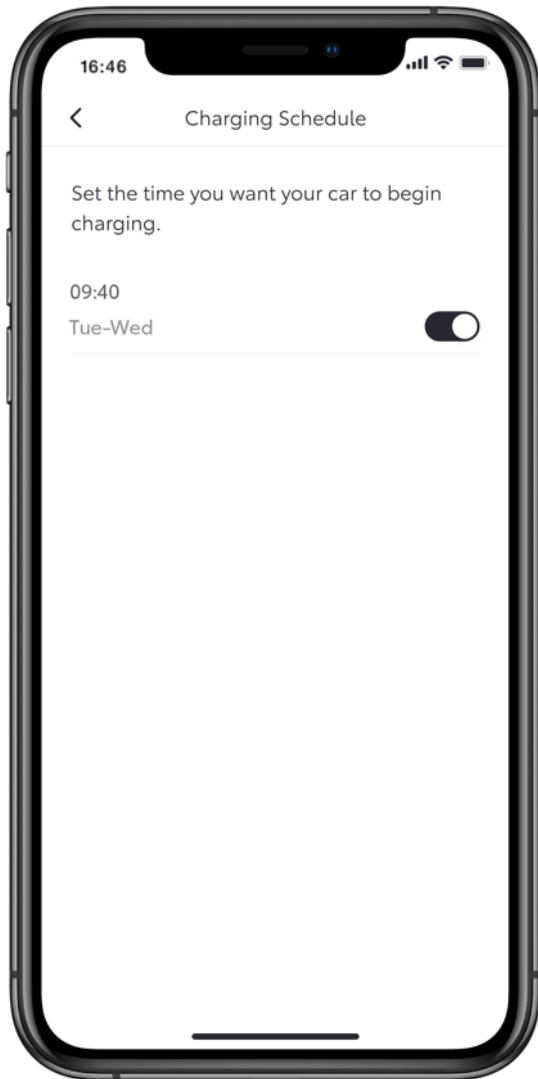 16:46
Charging Schedule
Set the time you want your car to begin
charging.
09:40
Tue-Wed